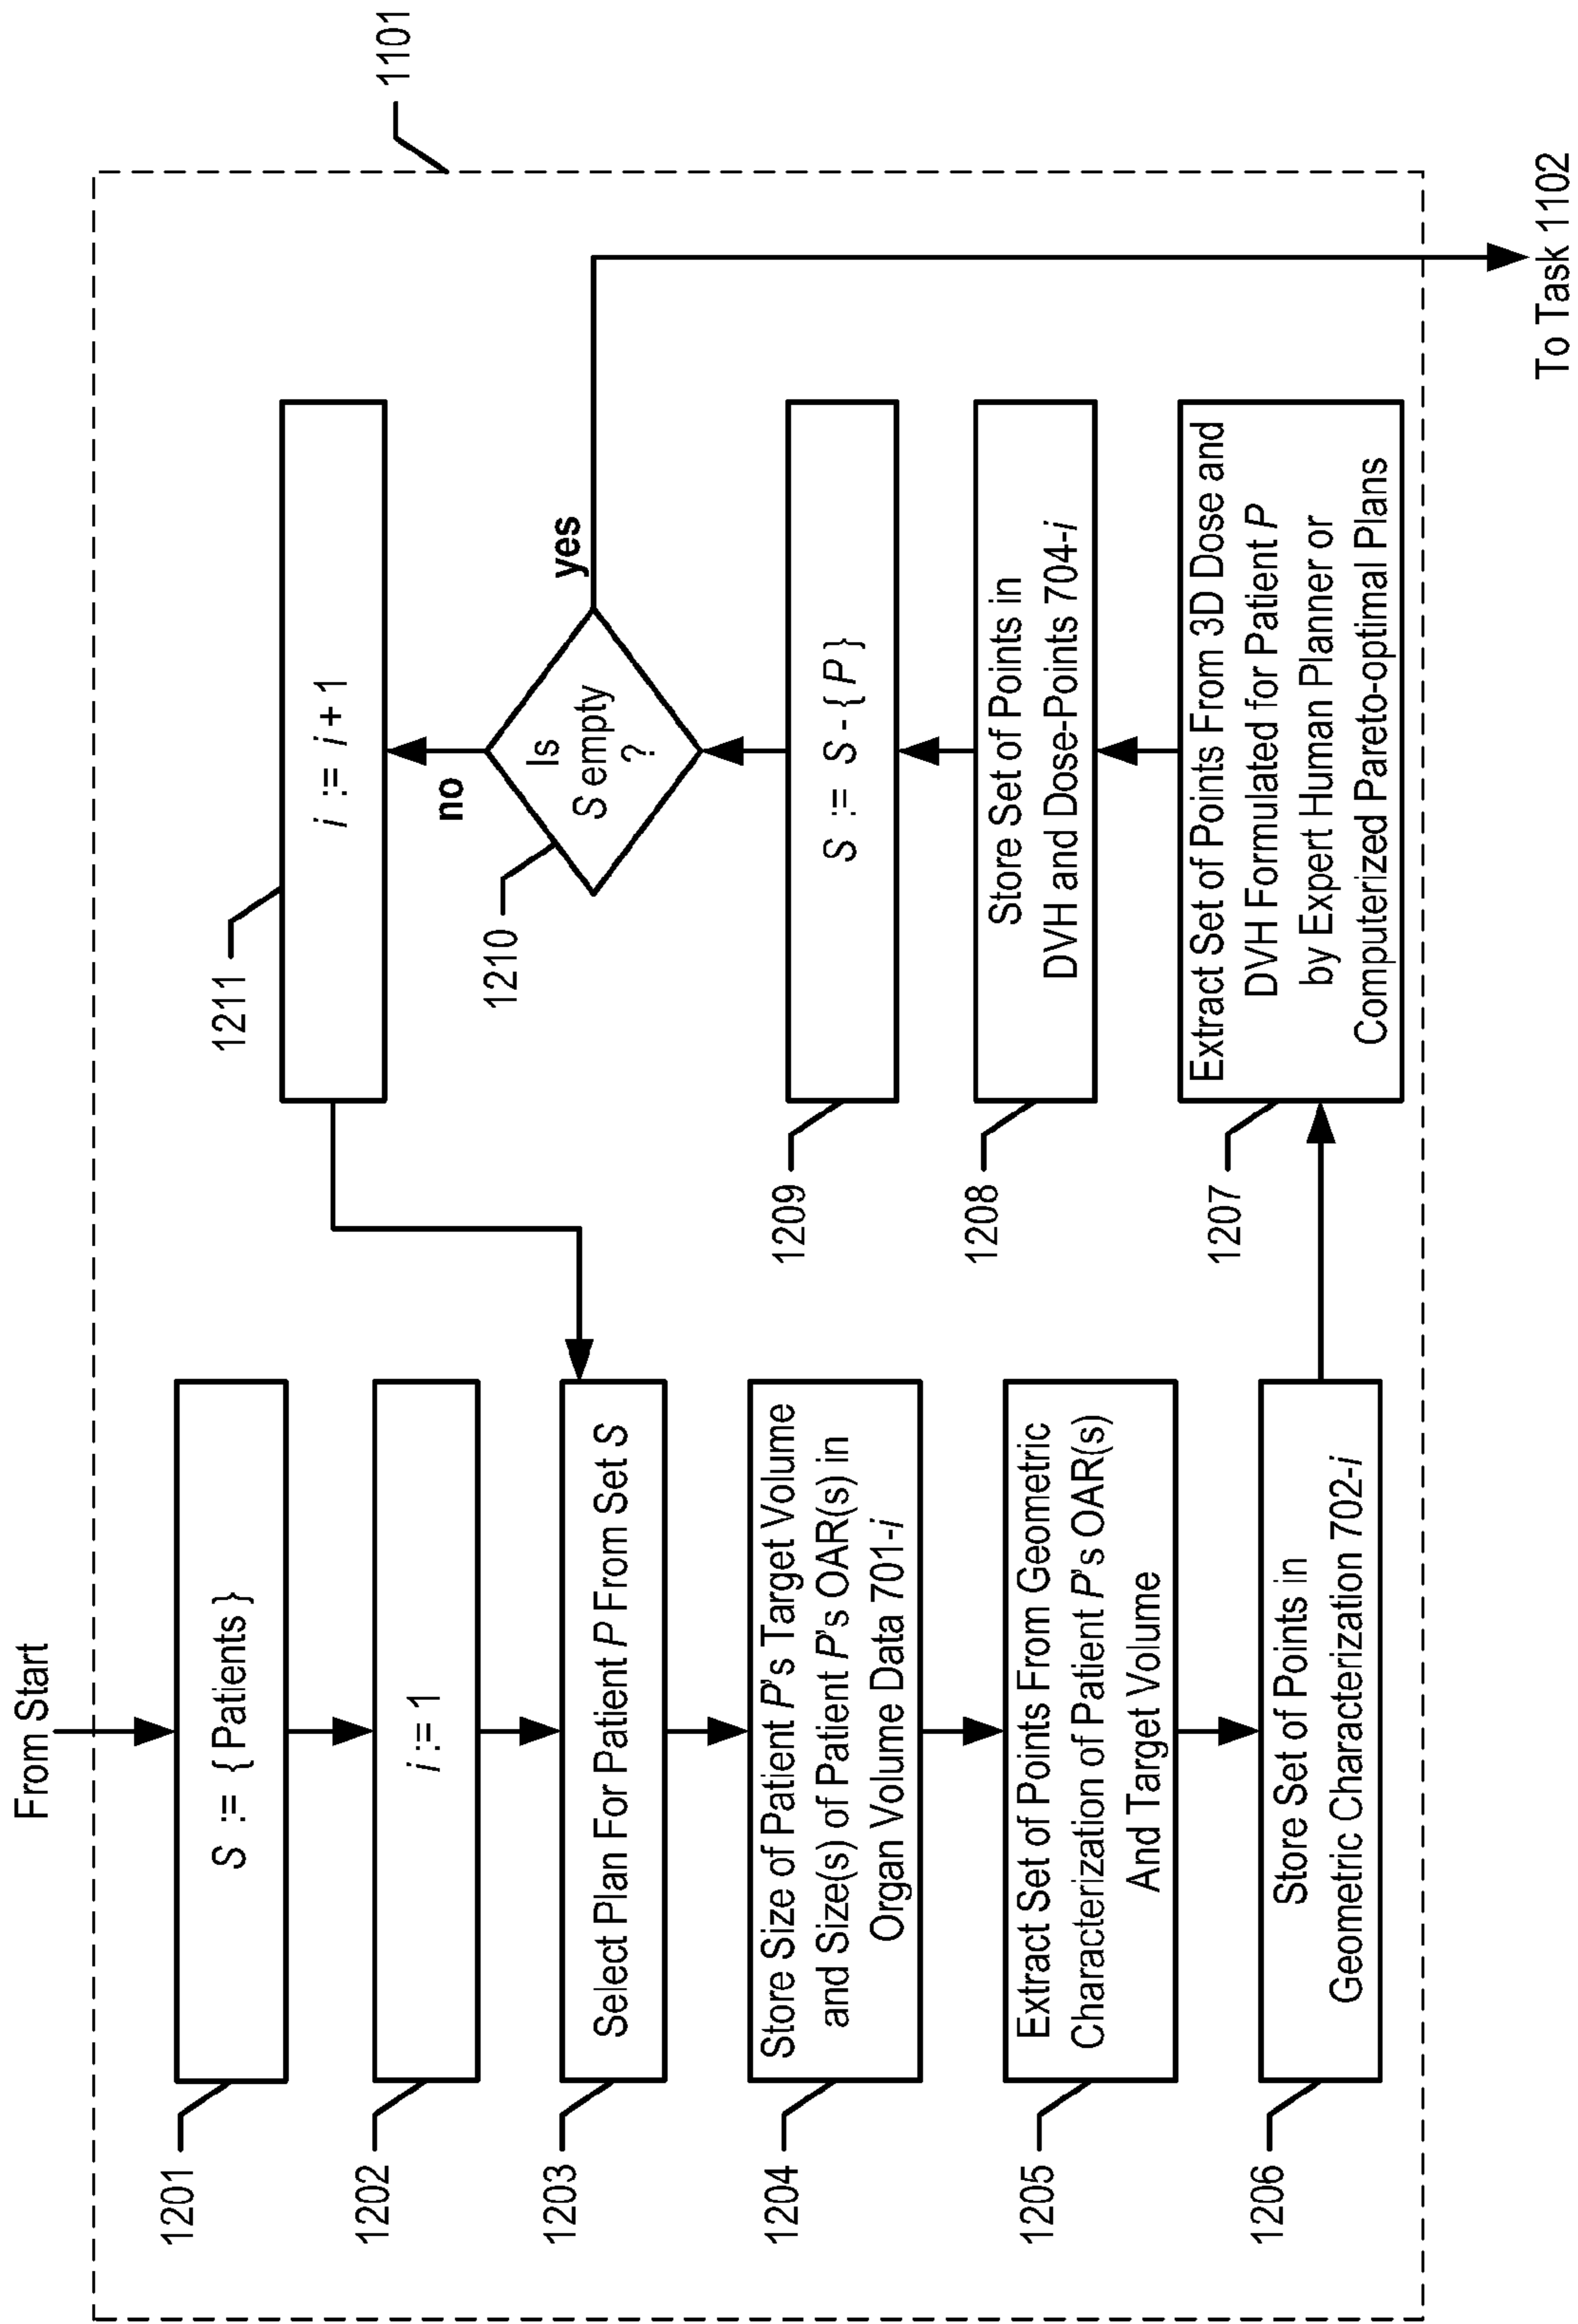 From Start
1101
1201
S := { Patients }
1202
i := 1
1203
Select Plan For Patient P From Set S
1204
Store Size of Patient P's Target Volume
and Size(s) of Patient P's OAR(s) in
Organ Volume Data 701-i
1205
Extract Set of Points From Geometric
Characterization of Patient P's OAR(s)
And Target Volume
1206
Store Set of Points in
Geometric Characterization 702-i
1207
Extract Set of Points From 3D Dose and
DVH Formulated for Patient P
by Expert Human Planner or
Computerized Pareto-optimal Plans
1208
Store Set of Points in
DVH and Dose-Points 704-i
1209
S := S - { P }
1210
Is
S empty
?
no
yes
1211
i := i + 1
To Task 1102